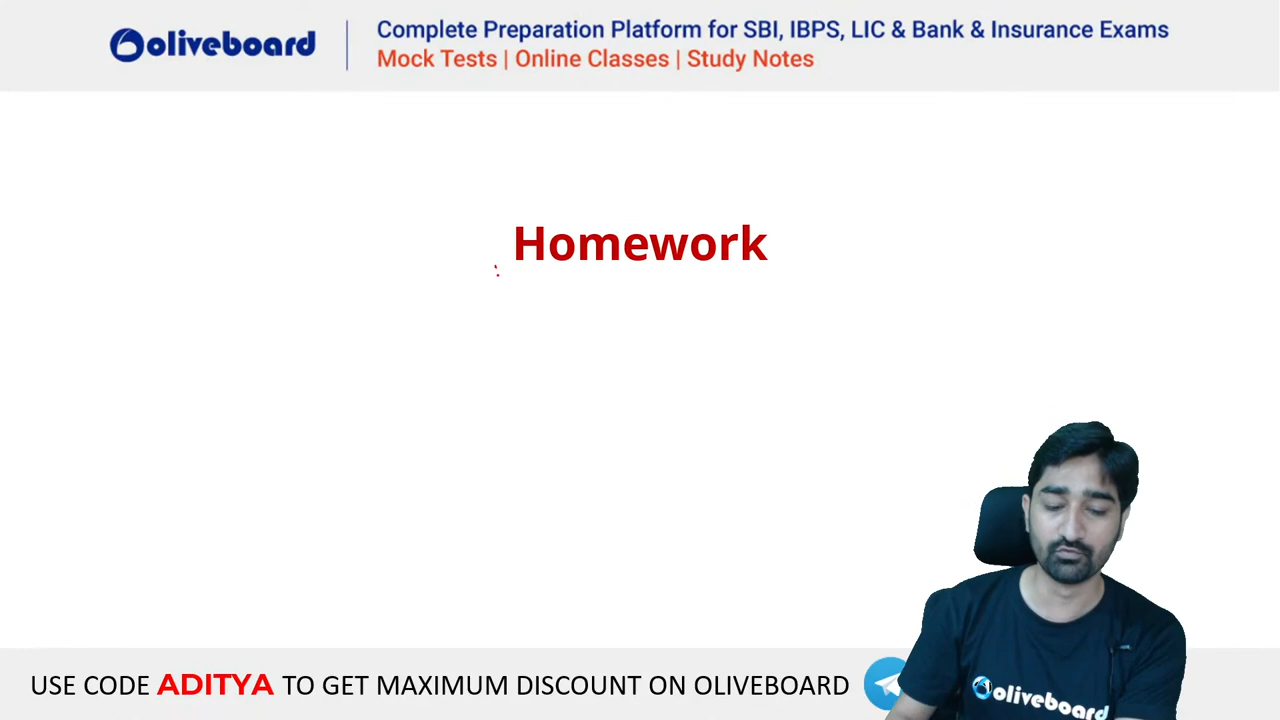 oliveboard
Complete Preparation Platform for SBI, IBPS, LIC & Bank & Insurance Exams
Mock Tests | Online Classes | Study Notes
Homework
USE CODE ADITYA TO GET MAXIMUM DISCOUNT ON OLIVEBOARD
oliveboard